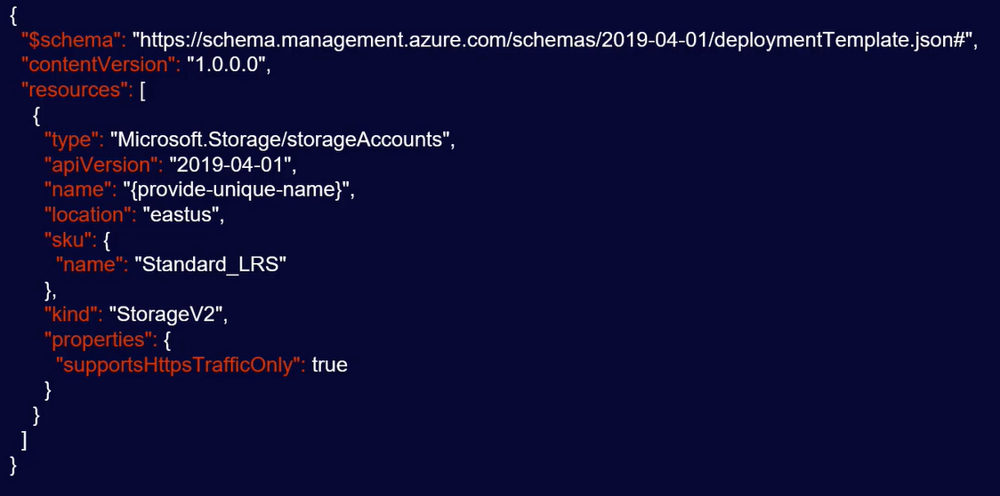 {
"$schema": "https://schema.management.azure.com/schemas/2019-04-01/deploymentTemplate.json#",
"contentVersion": "1.0.0.0",
"resources": [
{
"type": "Microsoft.Storage/storageAccounts",
"apiVersion": "2019-04-01",
"name": "{provide-unique-name}",
"location": "eastus",
"sku": {
"name": "Standard_LRS"
},
"kind": "StorageV2",
"properties": {
"supportsHttpsTrafficOnly": true
}
}
]
}